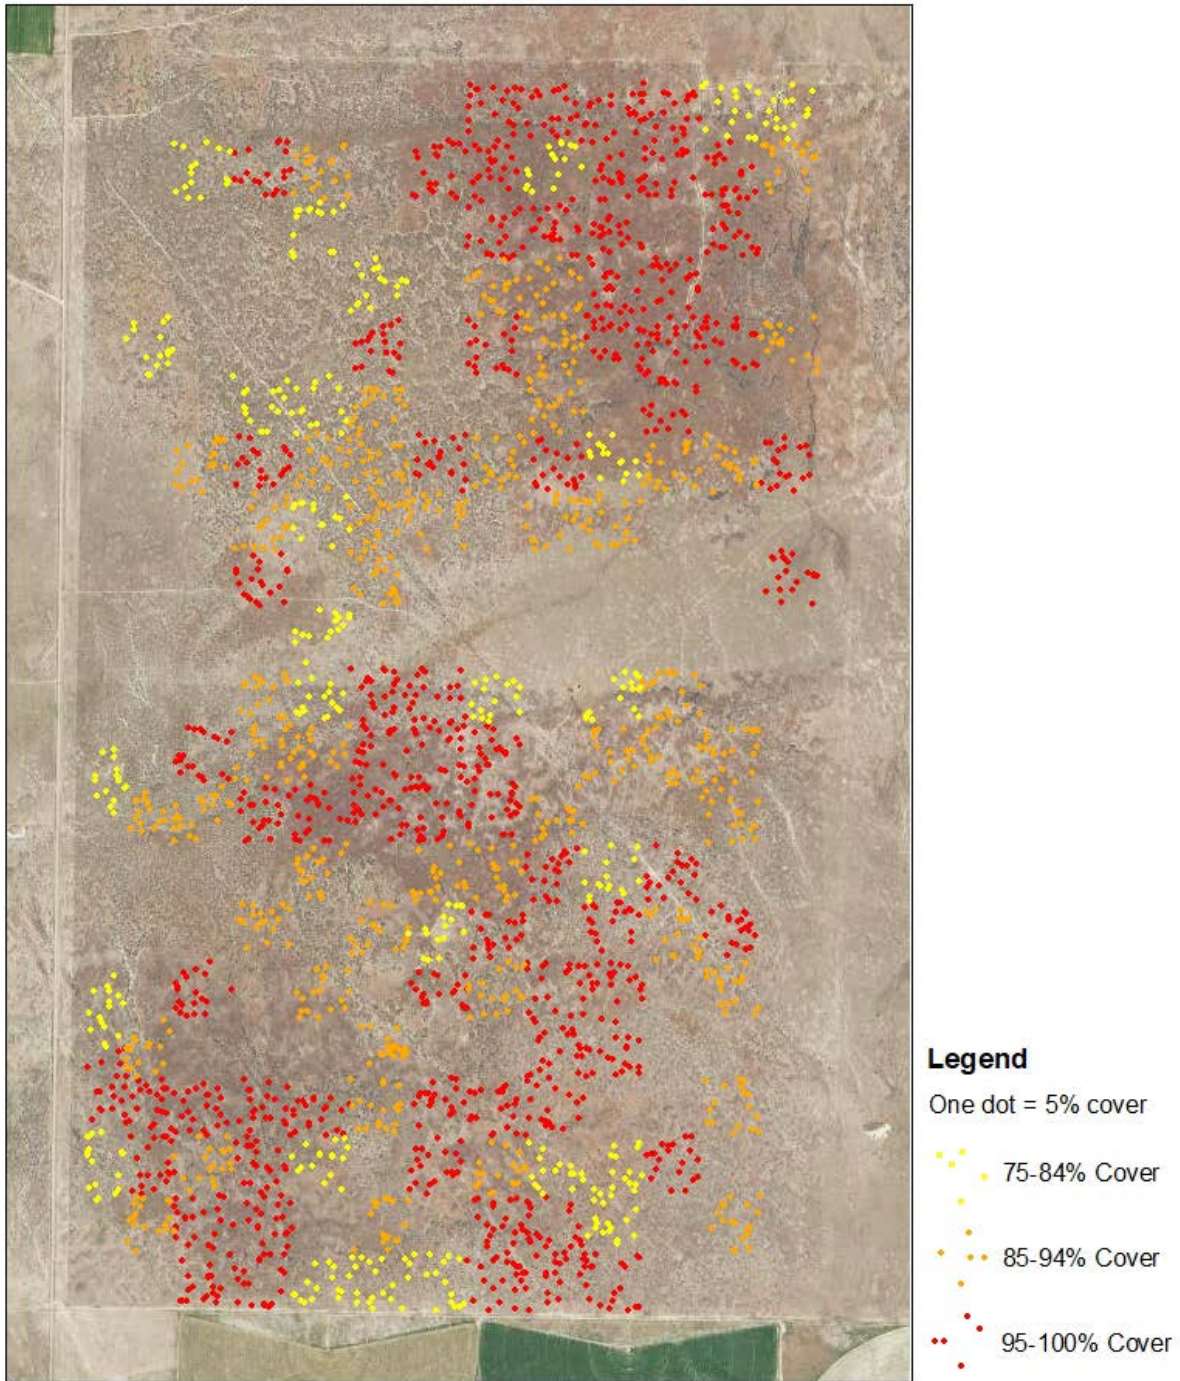 Legend
One dot = 5% cover
75-84% Cover
85-94% Cover
95-100% Cover